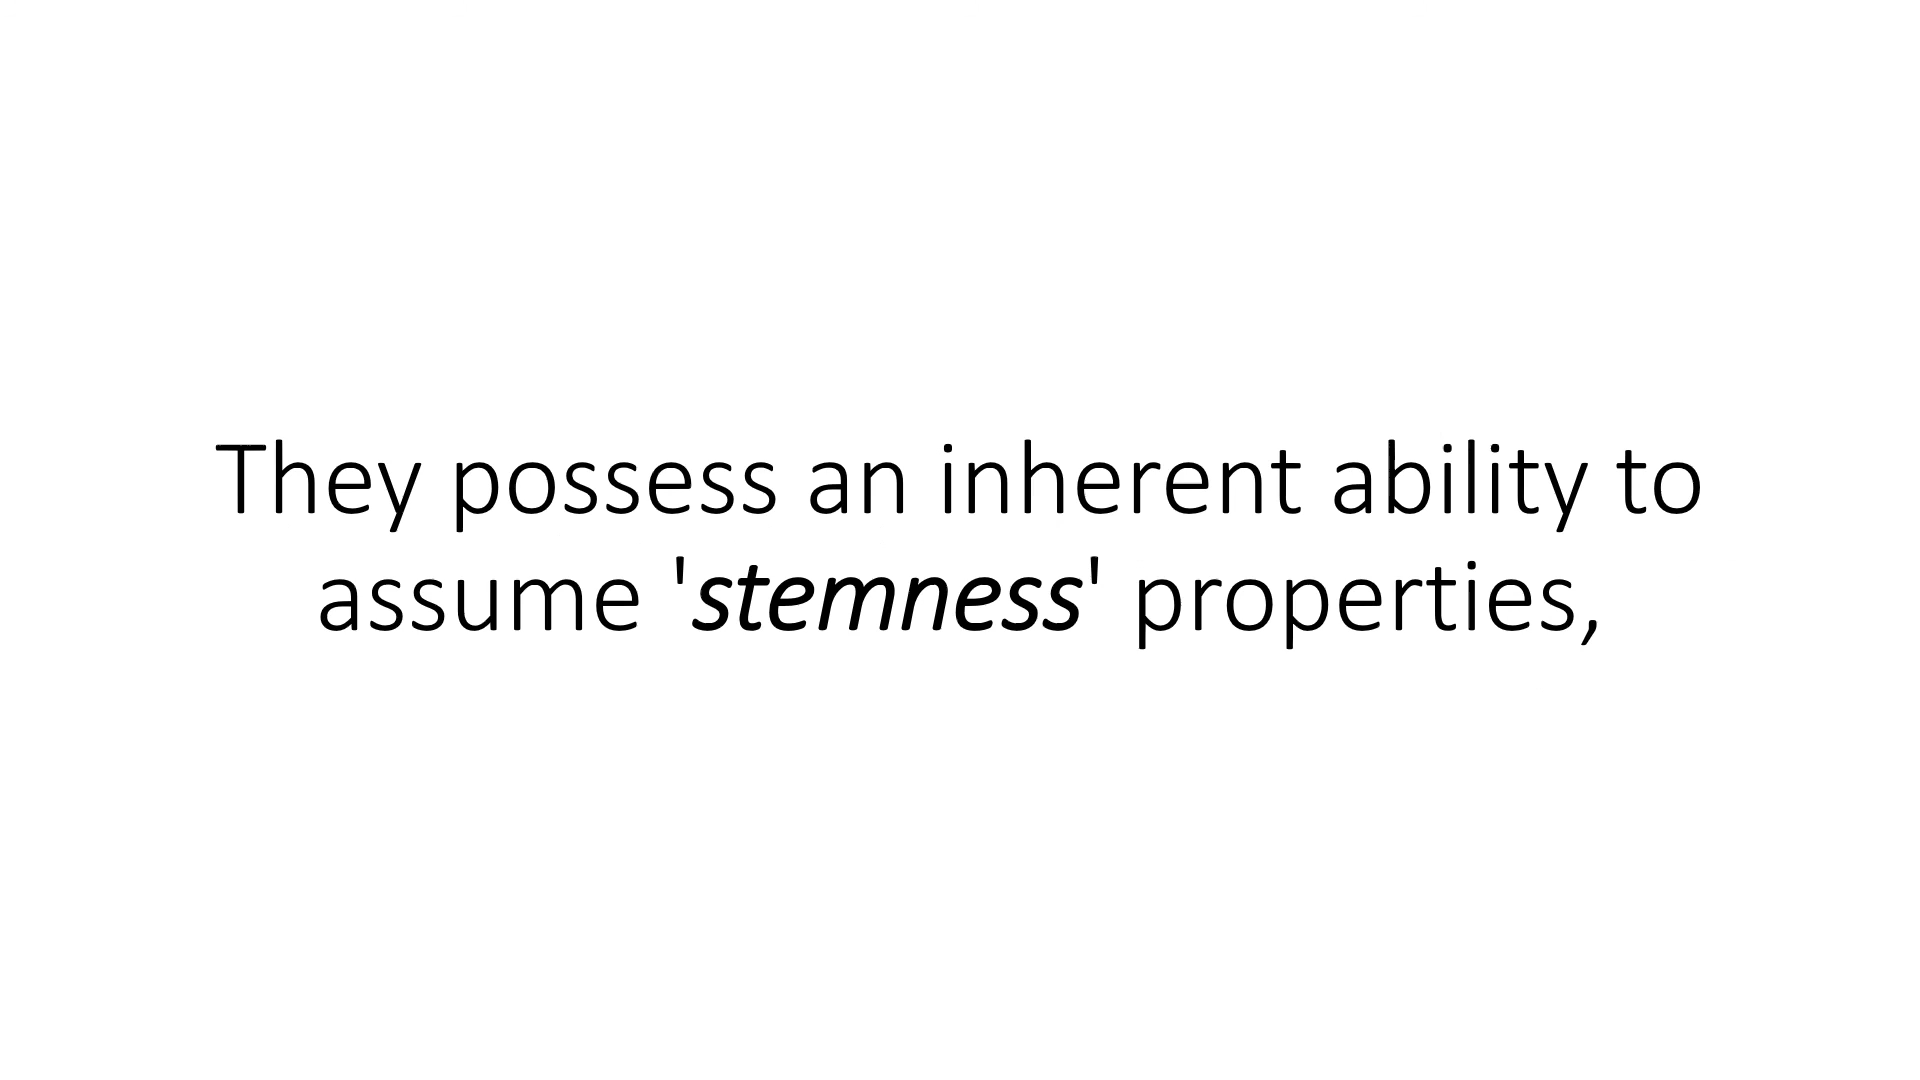 They possess an inherent ability to
assume 'stemness' properties,